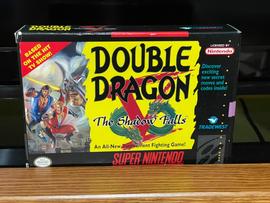 BASED
ON THE HIT
TV SHOW!
DOUBLE
DRAGON
V
The Shadow Falls
An All-New Tournament Fighting Game!
SUPER NINTENDO
LICENSED BY
Nintendo
Discover
exciting
new secret
moves and
codes inside!
TRADEWEST